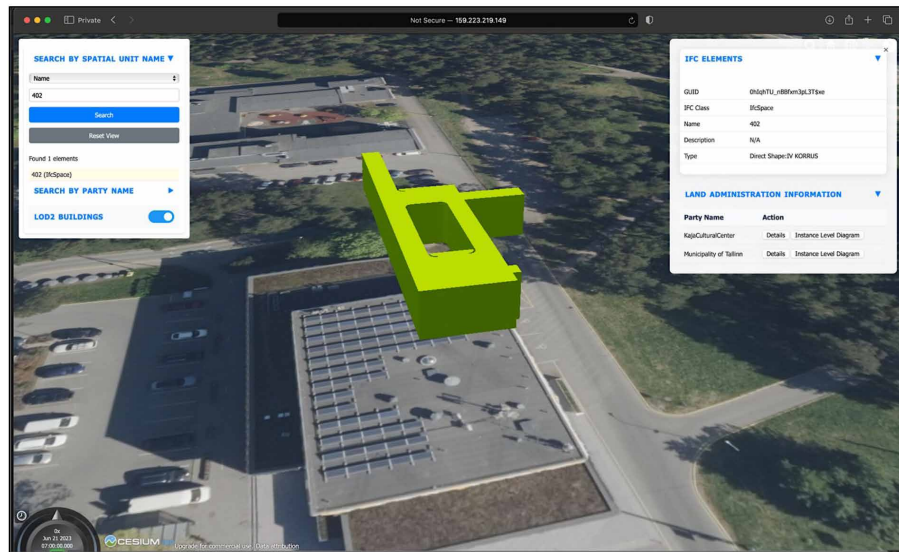 Private
Not Secure — 159.223.219.149
SEARCH BY SPATIAL UNIT NAME
Name
402
Search
Reset View
Found 1 elements
402 (IfcSpace)
SEARCH BY PARTY NAME
LOD2 BUILDINGS
IFC ELEMENTS
GUID 0hIqhTU_nBBfxm3pL3T$xe
IFC Class IfcSpace
Name 402
Description N/A
Type Direct Shape:IV KORRUS
LAND ADMINISTRATION INFORMATION
Party Name Action
KajaCulturalCenter Details Instance Level Diagram
Municipality of Tallinn Details Instance Level Diagram
0x
Jun 21 2023
07:00:00.000
CESIUM
Upgrade for commercial use. Data attribution